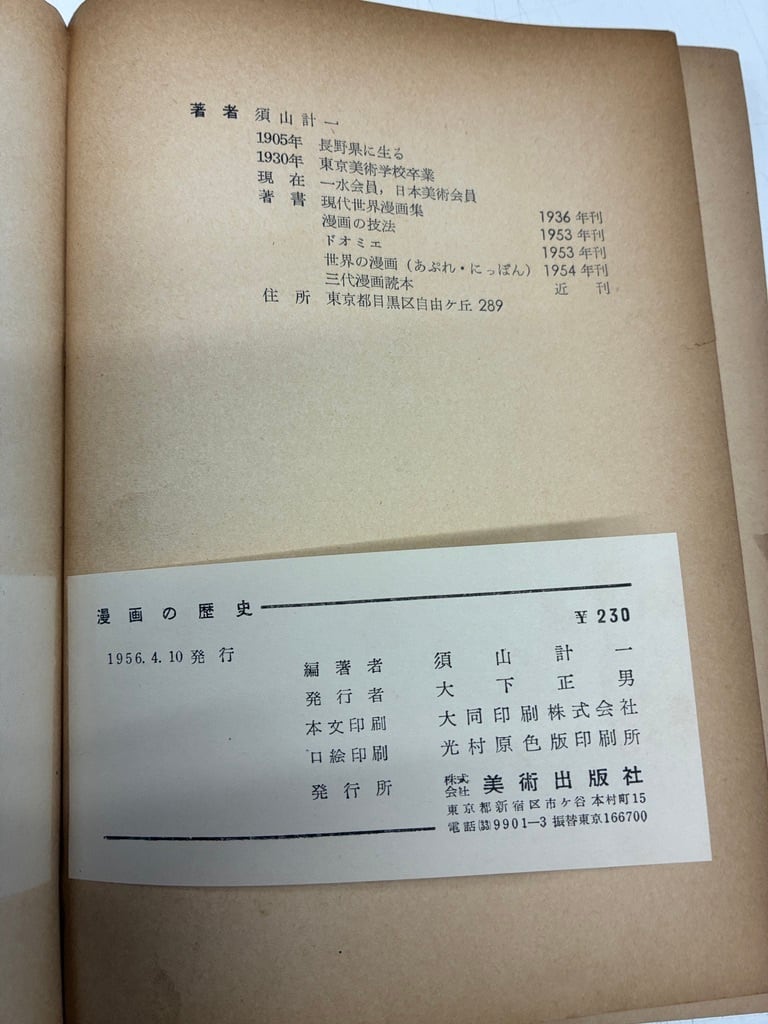 著者 須山計一
1905年 長野県に生る
1930年 東京美術学校卒業
現在 一水会員，日本美術会員
著書 現代世界漫画集 1936年刊
漫画の技法 1953年刊
ドオミエ 1953年刊
世界の漫画（あぷれ・にっぽん） 1954年刊
三代漫画読本 近刊
住所 東京都目黒区自由ケ丘 289
漫画の歴史
¥230
1956.4.10発行
編著者 須山計一
発行者 大下正男
本文印刷 大同印刷株式会社
口絵印刷 光村原色版印刷所
発行所 株式会社 美術出版社
東京都新宿区市ケ谷本村町15
電話(33)9901—3 振替東京166700